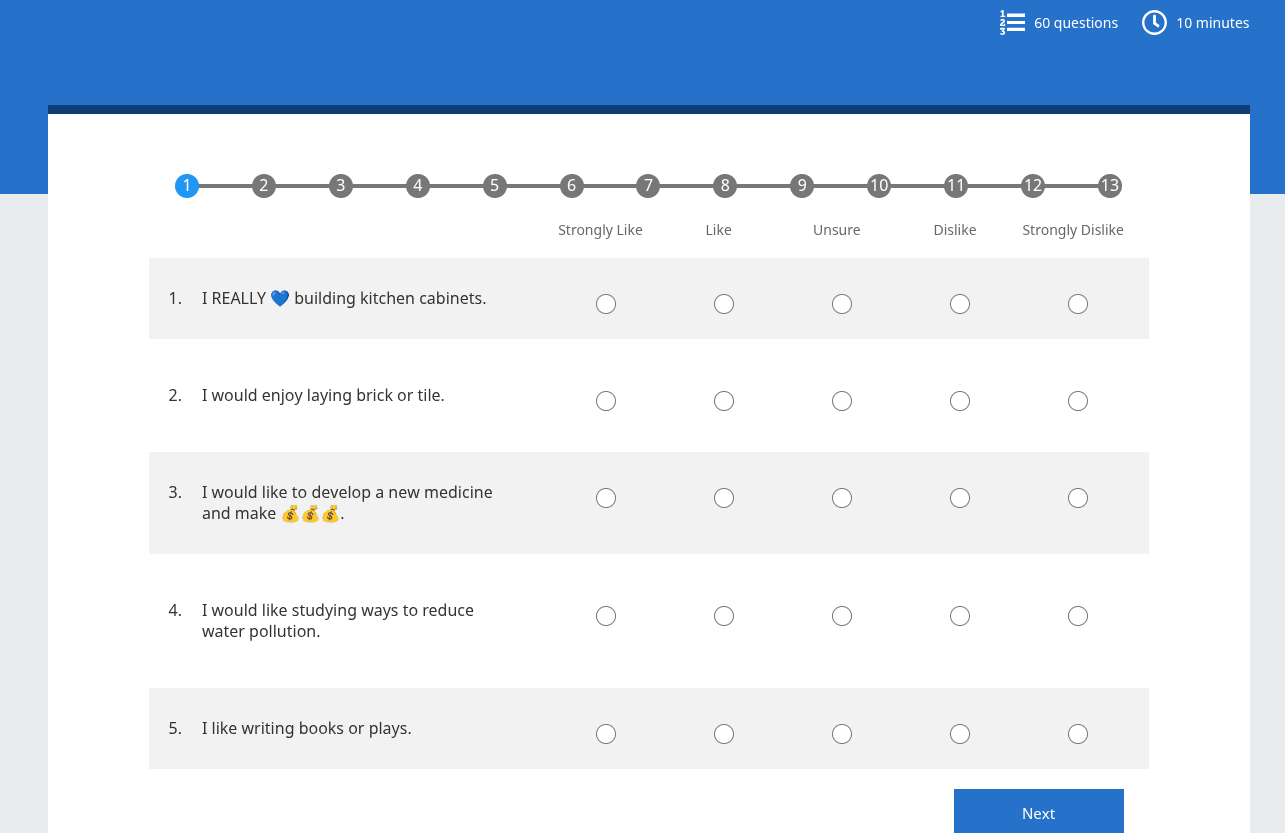 60 questions 10 minutes
1 2 3 4 5 6 7 8 9 10 11 12 13
Strongly Like Like Unsure Dislike Strongly Dislike
1. I REALLY 💙 building kitchen cabinets.
2. I would enjoy laying brick or tile.
3. I would like to develop a new medicine
and make 💰💰💰.
4. I would like studying ways to reduce
water pollution.
5. I like writing books or plays.
Next